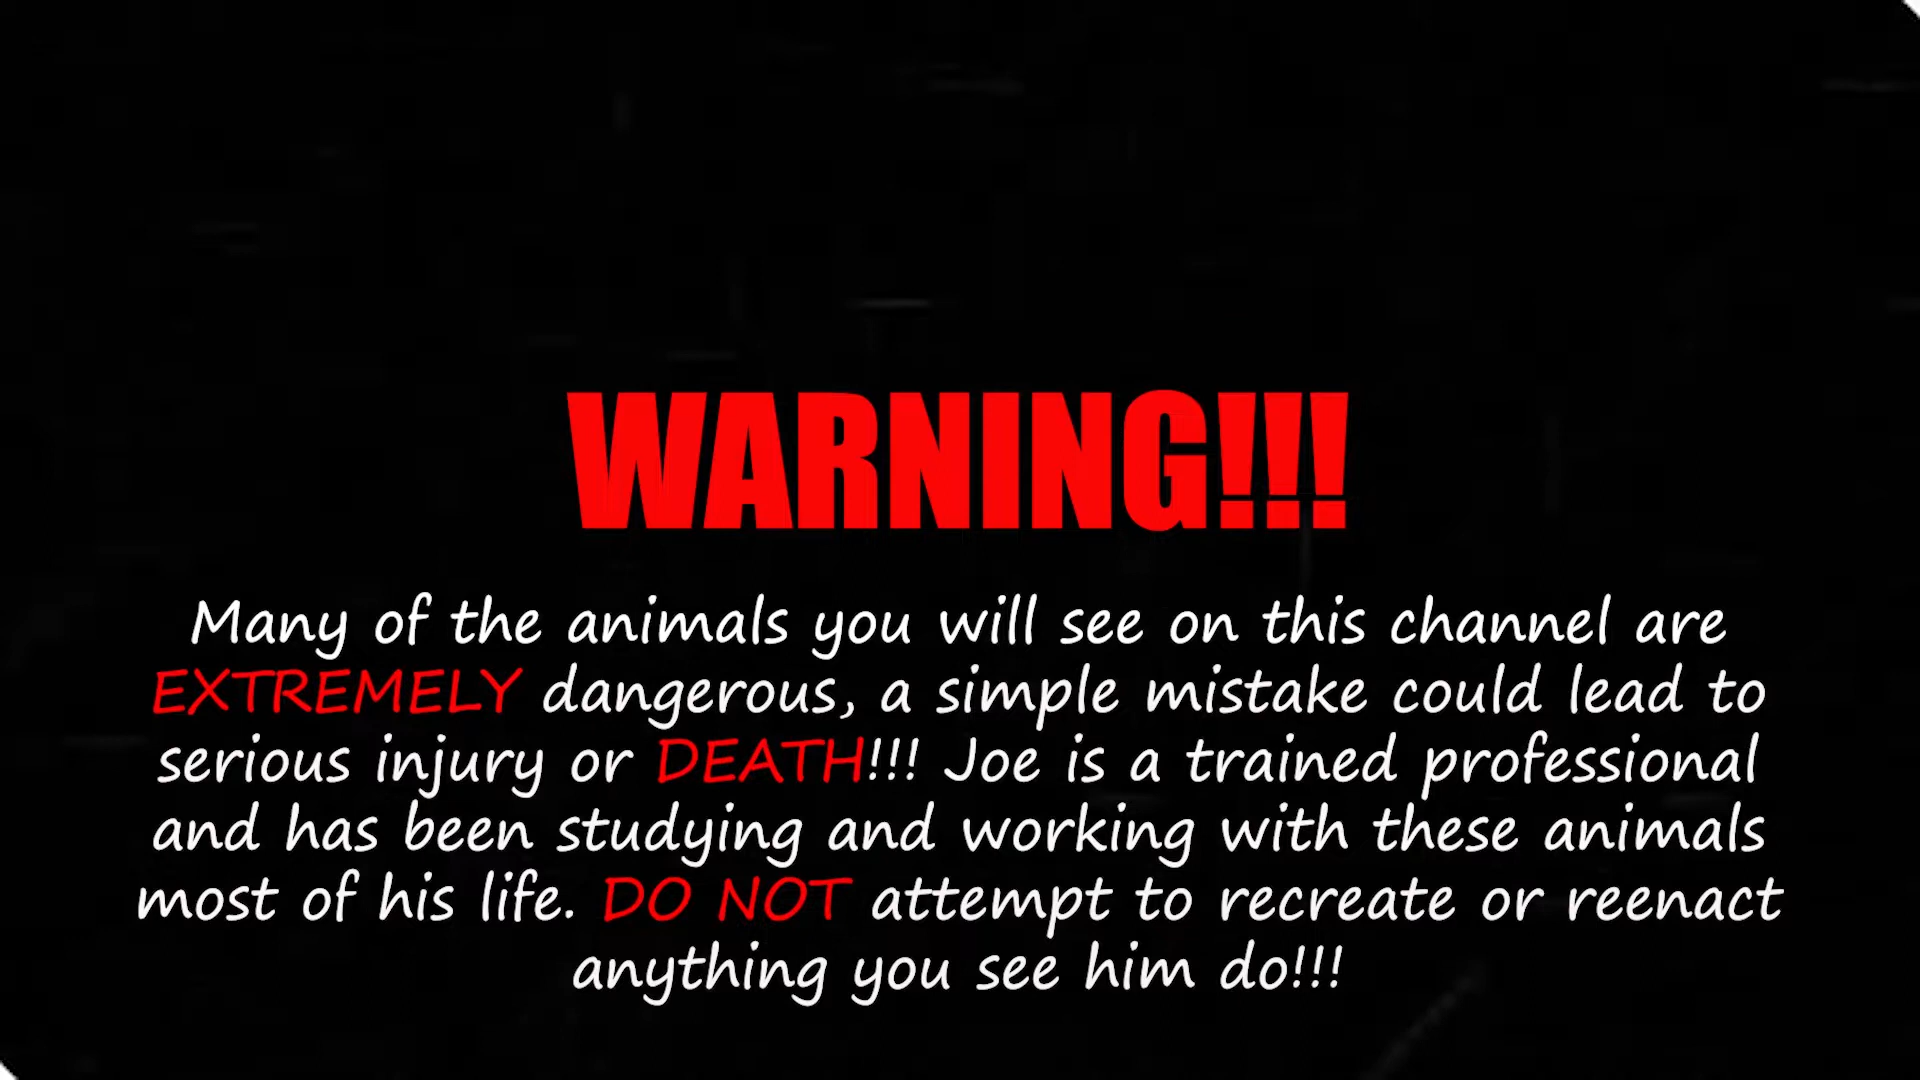 WARNING!!!
Many of the animals you will see on this channel are
EXTREMELY dangerous, a simple mistake could lead to
serious injury or DEATH!!! Joe is a trained professional
and has been studying and working with these animals
most of his life. DO NOT attempt to recreate or reenact
anything you see him do!!!